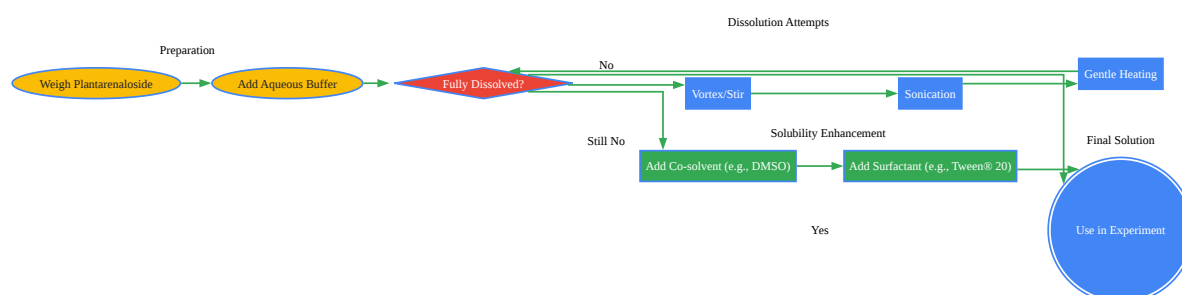 Dissolution Attempts
Preparation
No
Weigh Plantarenaloside
Add Aqueous Buffer
Fully Dissolved?
Vortex/Stir
Sonication
Gentle Heating
Still No
Solubility Enhancement
Final Solution
Add Co-solvent (e.g., DMSO)
Add Surfactant (e.g., Tween® 20)
Yes
Use in Experiment